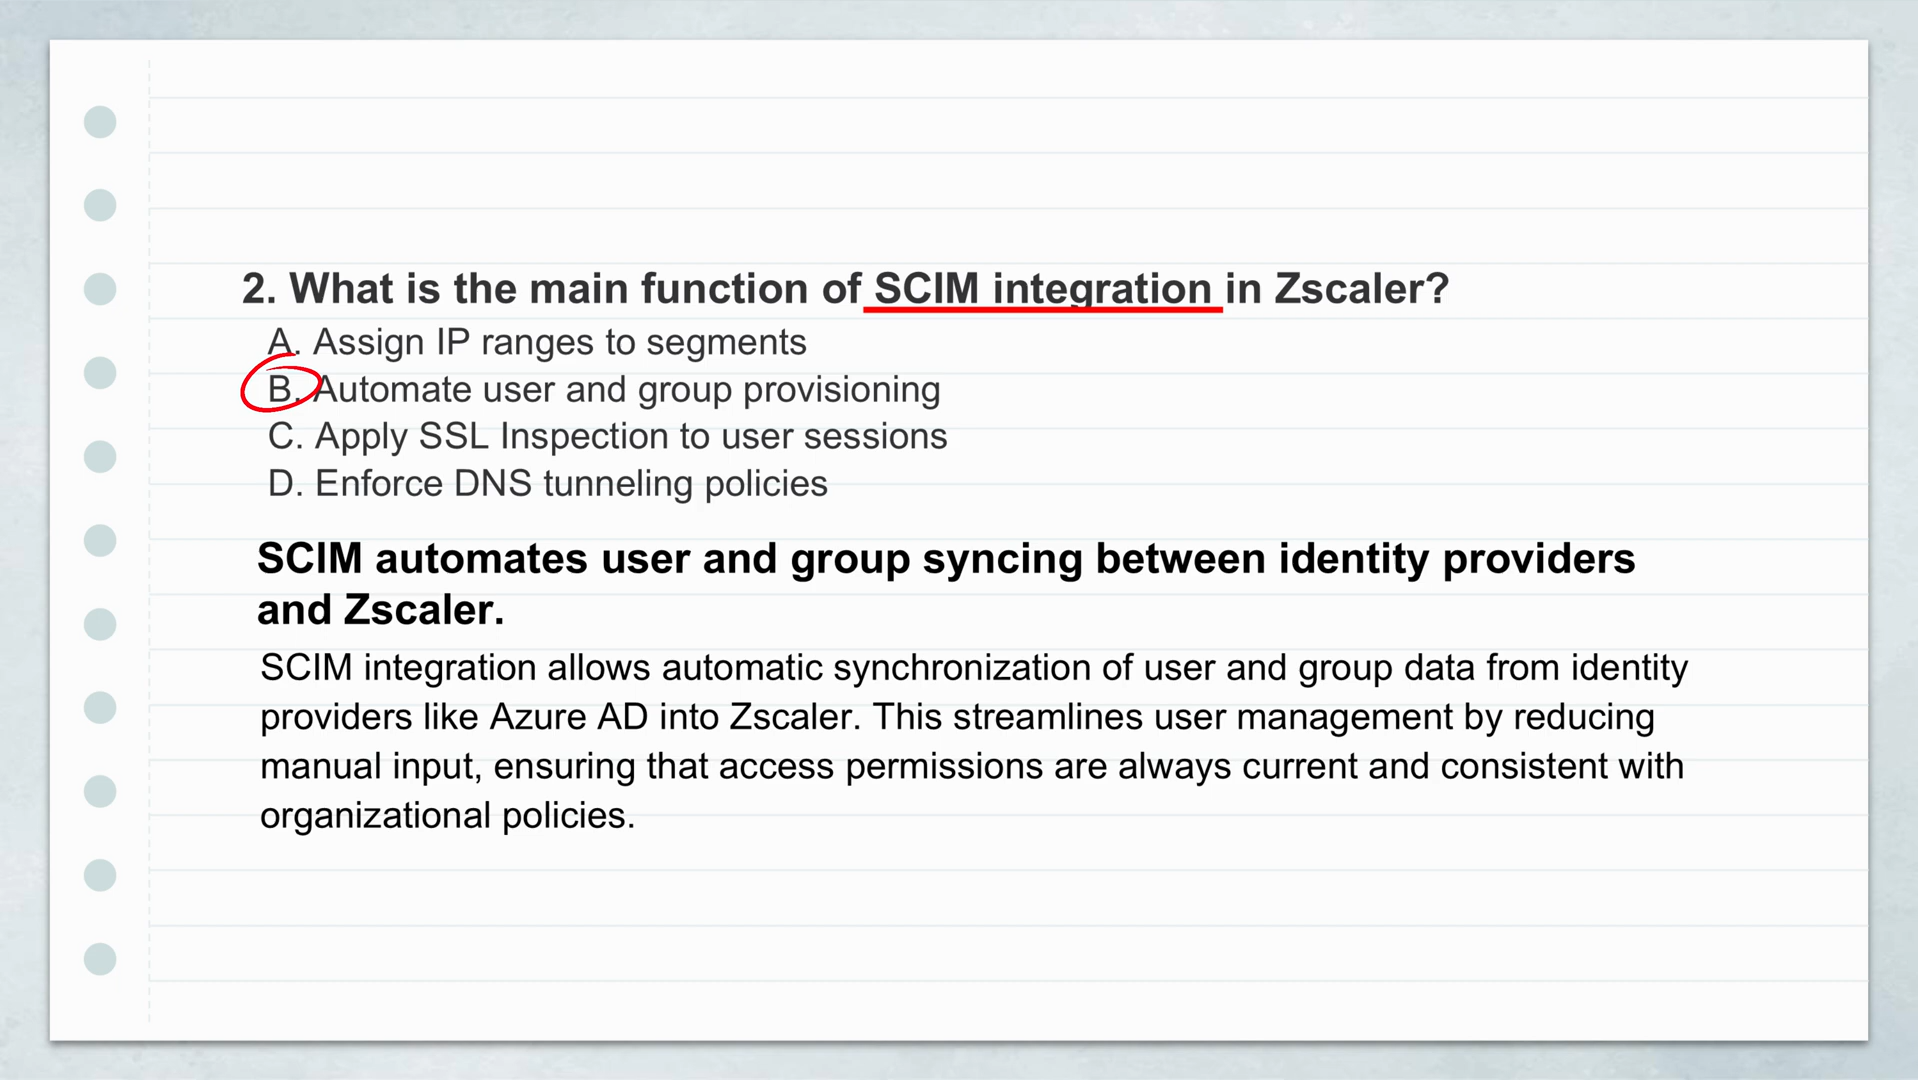 2. What is the main function of SCIM integration in Zscaler?
A. Assign IP ranges to segments
B. Automate user and group provisioning
C. Apply SSL Inspection to user sessions
D. Enforce DNS tunneling policies
SCIM automates user and group syncing between identity providers
and Zscaler.
SCIM integration allows automatic synchronization of user and group data from identity
providers like Azure AD into Zscaler. This streamlines user management by reducing
manual input, ensuring that access permissions are always current and consistent with
organizational policies.